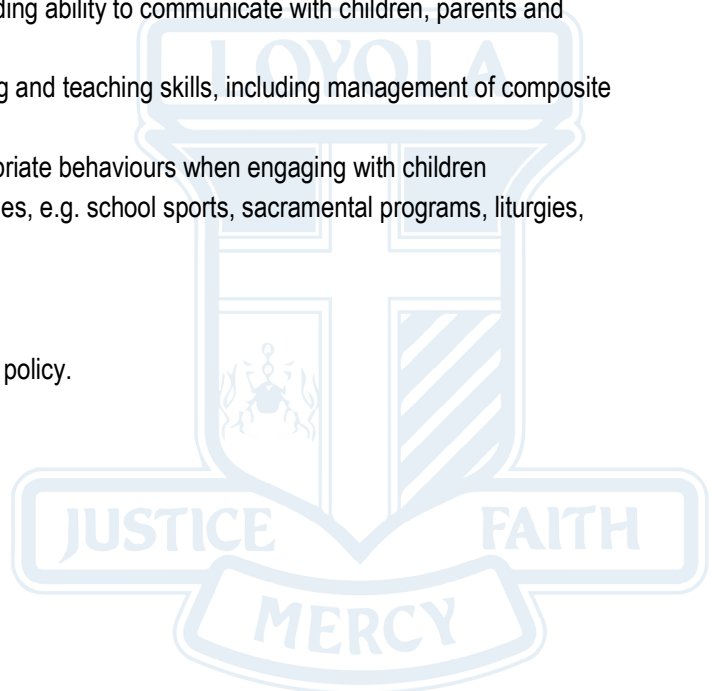 ding ability to communicate with children, parents and
LOYOLA
g and teaching skills, including management of composite
oriate behaviours when engaging with children
es, e.g. school sports, sacramental programs, liturgies,
policy.
JUSTICE FAITH
MERCY